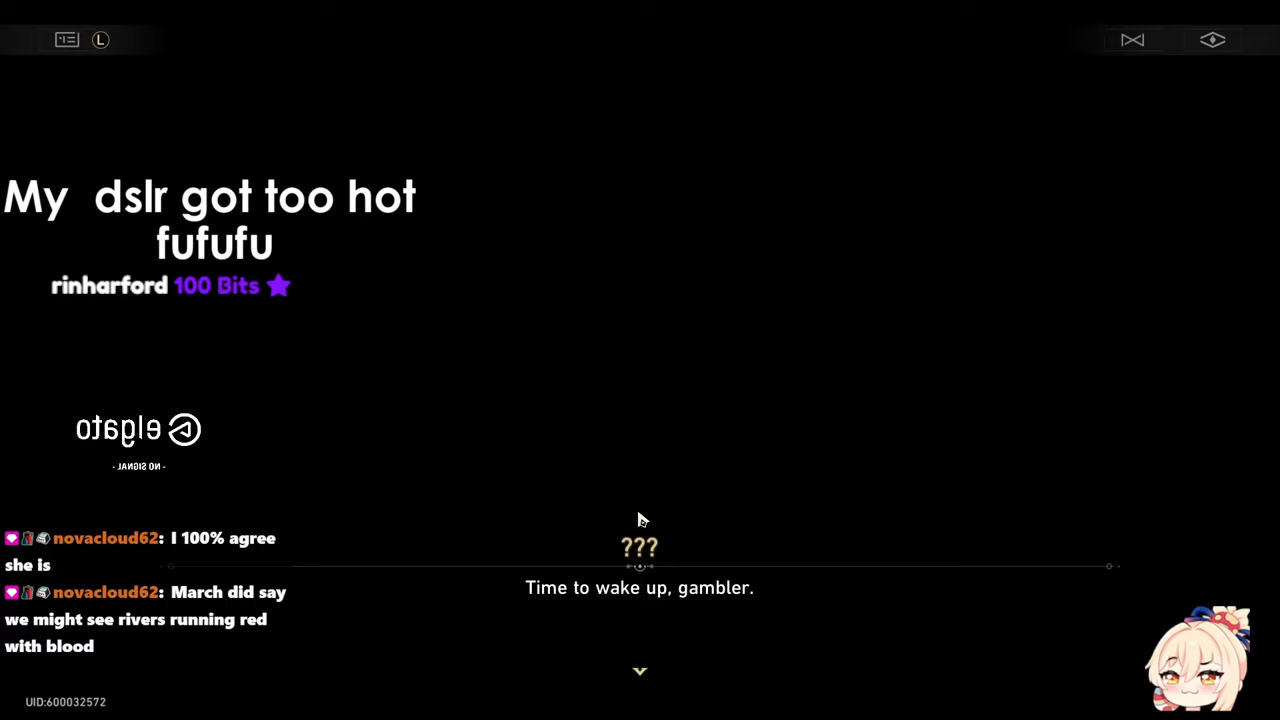 L
My dslr got too hot
fufufu
rinharford 100 Bits
elgato
- NO SIGNAL -
novacloud62: I 100% agree
she is
novacloud62: March did say
we might see rivers running red
with blood
???
Time to wake up, gambler.
UID:600032572